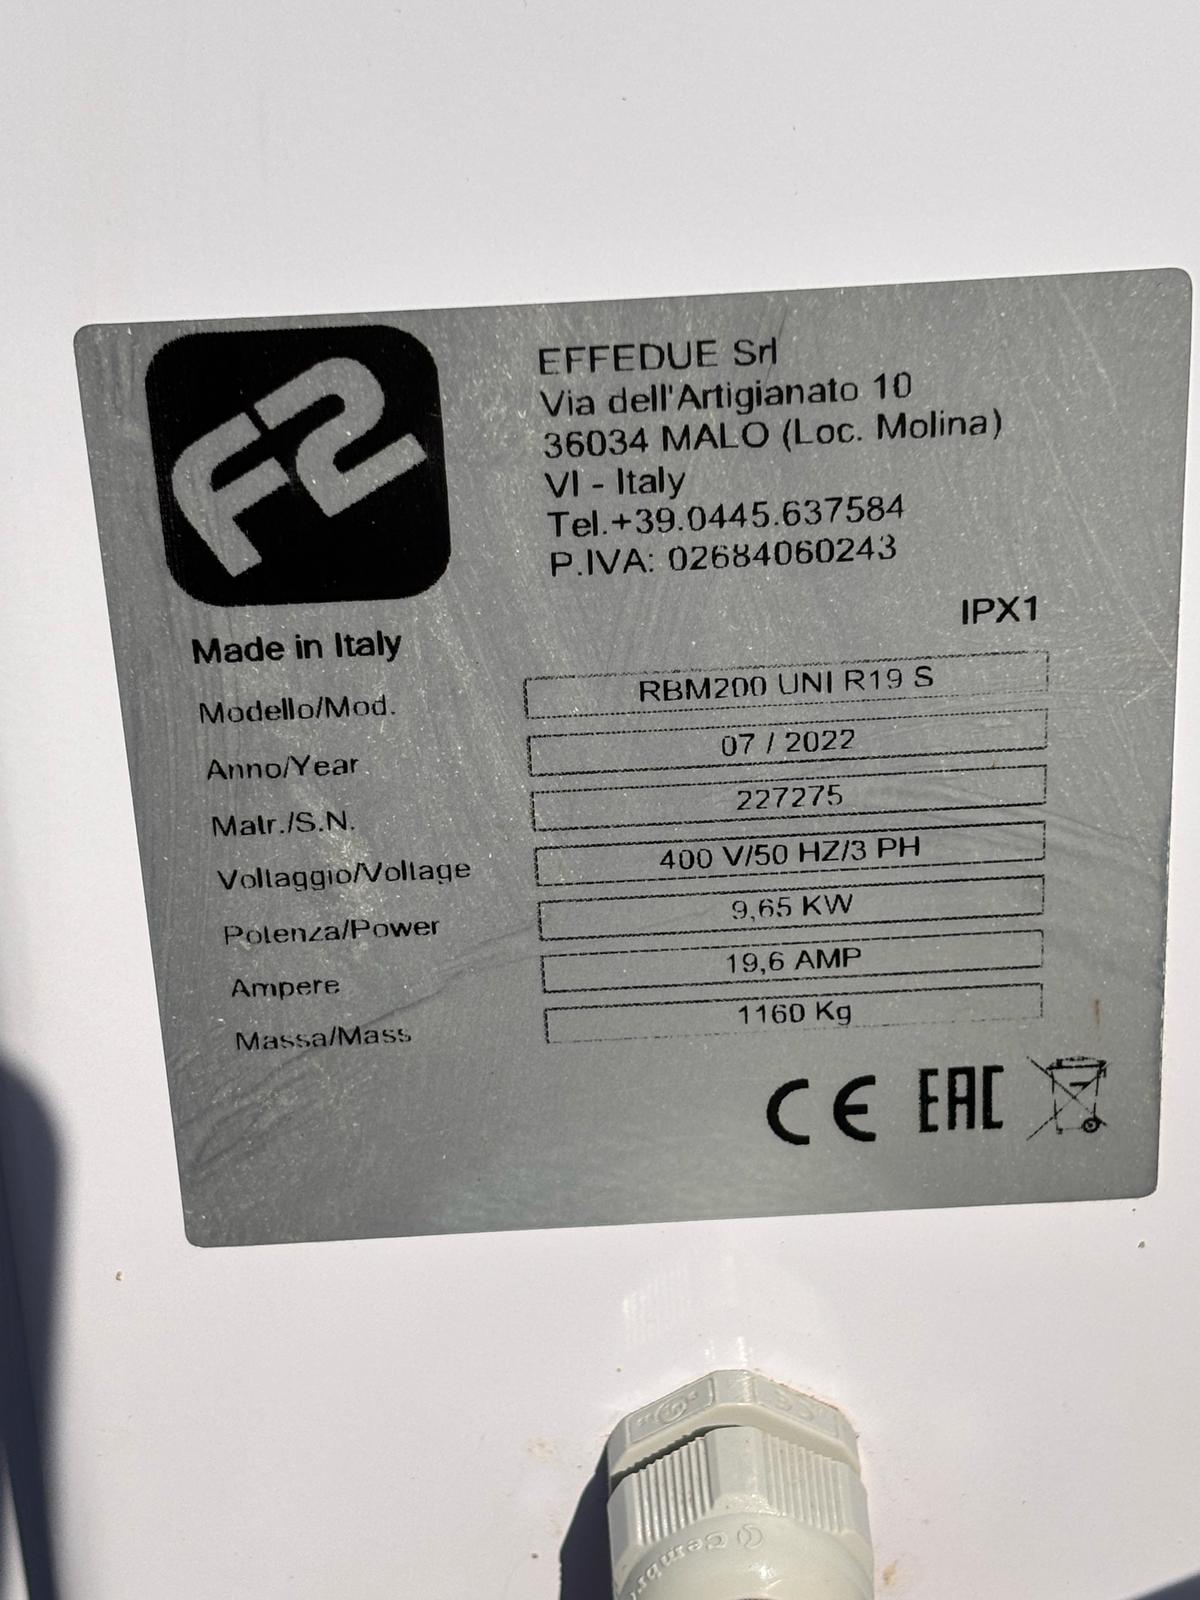 F2
EFFEDUE Srl
Via dell'Artigianato 10
36034 MALO (Loc. Molina)
VI - Italy
Tel.+39.0445.637584
P.IVA: 02684060243
IPX1
Made in Italy
Modello/Mod. RBM200 UNI R19 S
Anno/Year 07 / 2022
Matr./S.N. 227275
Voltaggio/Voltage 400 V/50 HZ/3 PH
Potenza/Power 9,65 KW
Ampere 19,6 AMP
Massa/Mass 1160 Kg
CE EAC